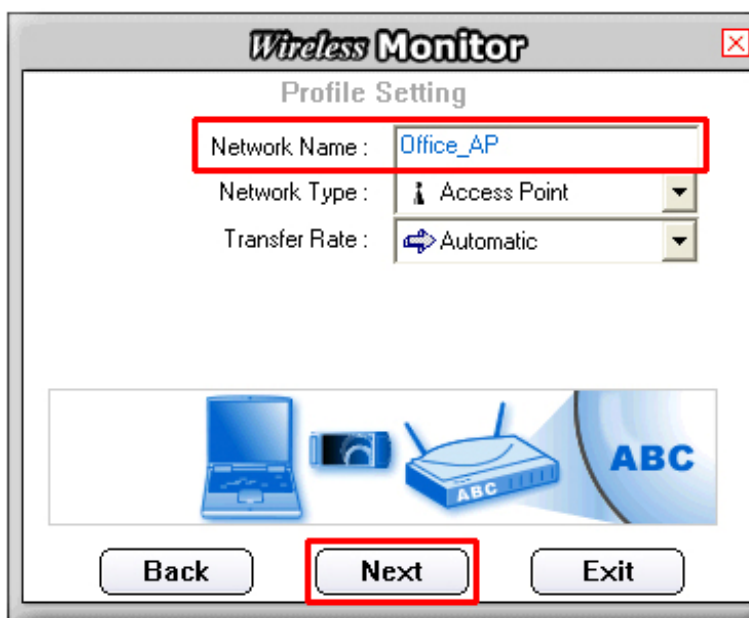 Wireless Monitor
Profile Setting
Network Name : Office_AP
Network Type : Access Point
Transfer Rate : Automatic
ABC
ABC
Back Next Exit